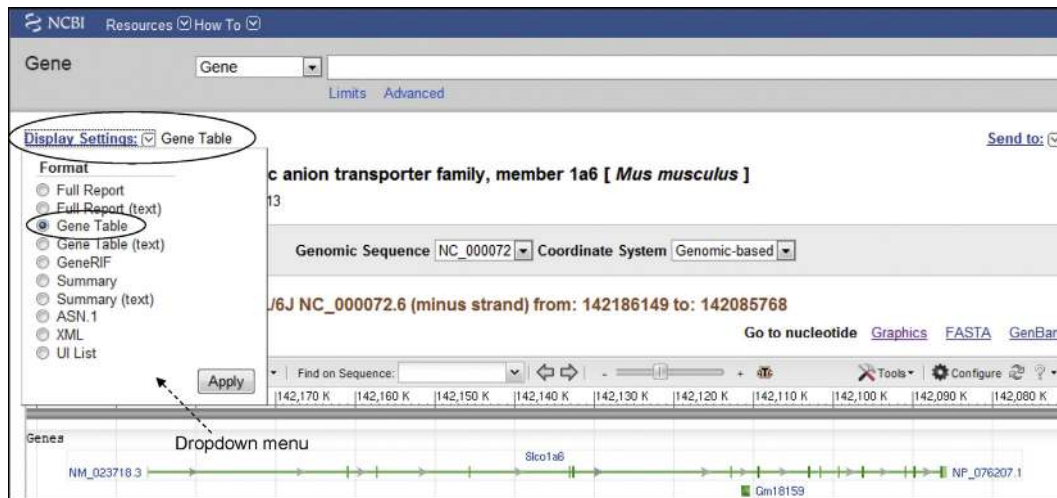 NCBI Resources How To
Gene Gene
Limits Advanced
Display Settings: Gene Table Send to:
Format
Full Report
Full Report (text)
Gene Table
Gene Table (text)
GeneRIF
Summary
Summary (text)
ASN.1
XML
UI List
Apply
c anion transporter family, member 1a6 [ Mus musculus ]
13
Genomic Sequence NC_000072 Coordinate System Genomic-based
/6J NC_000072.6 (minus strand) from: 142186149 to: 142085768
Go to nucleotide Graphics FASTA GenBar
Find on Sequence: - + Tools Configure ?
142,170 K 142,160 K 142,150 K 142,140 K 142,130 K 142,120 K 142,110 K 142,100 K 142,090 K 142,080 K
Dropdown menu
Genes
Slco1a6
NM_023718.3 NP_076207.1
Gm18159